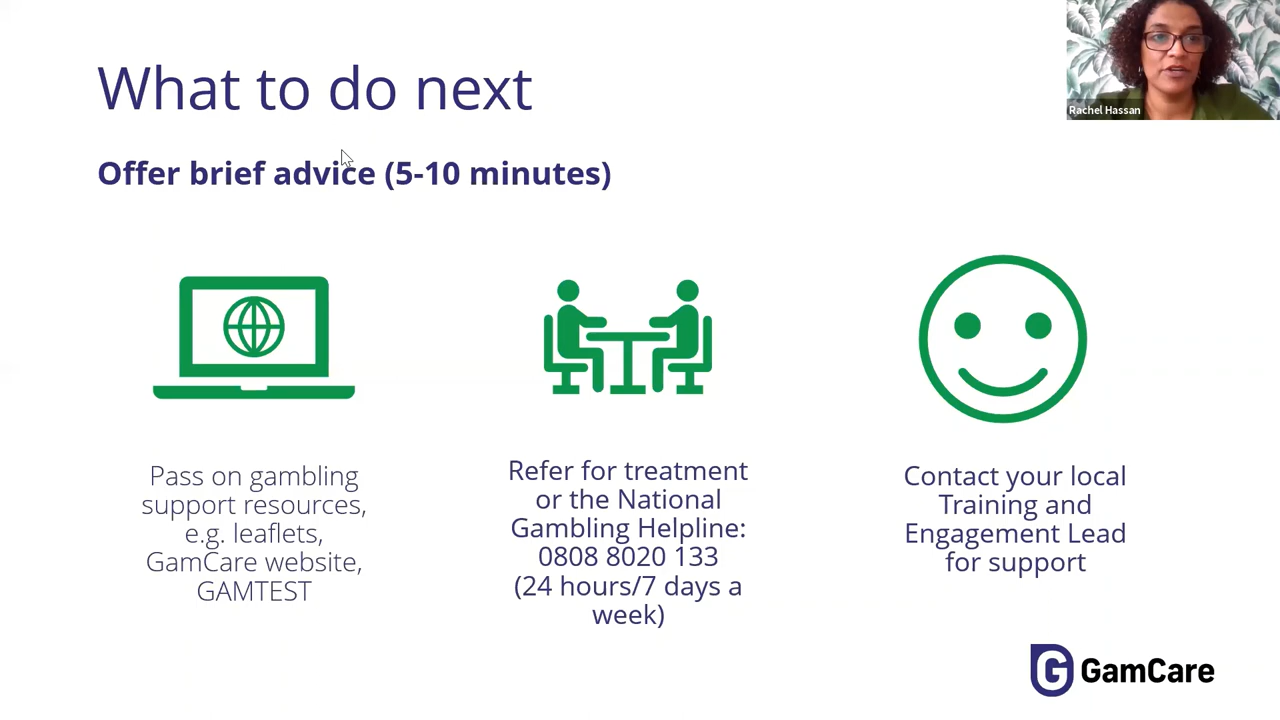 What to do next
Rachel Hassan
Offer brief advice (5-10 minutes)
Pass on gambling
support resources,
e.g. leaflets,
GamCare website,
GAMTEST
Refer for treatment
or the National
Gambling Helpline:
0808 8020 133
(24 hours/7 days a
week)
Contact your local
Training and
Engagement Lead
for support
GamCare